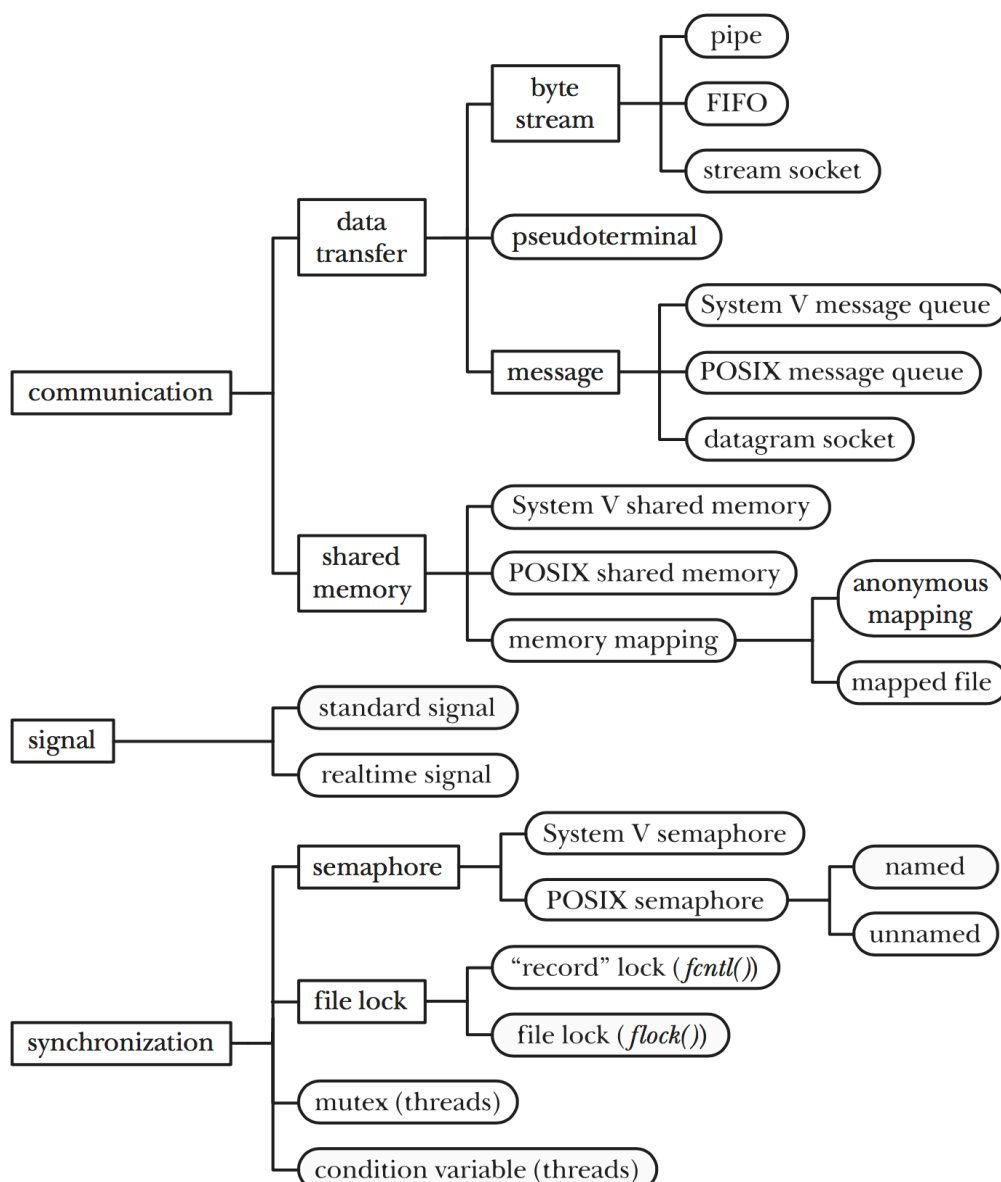 pipe
byte
stream
FIFO
stream socket
data
transfer
pseudoterminal
System V message queue
communication
message
POSIX message queue
datagram socket
System V shared memory
shared
memory
POSIX shared memory
anonymous
mapping
memory mapping
mapped file
standard signal
signal
realtime signal
System V semaphore
semaphore
named
POSIX semaphore
unnamed
“record” lock (fcntl())
file lock
file lock (flock())
synchronization
mutex (threads)
condition variable (threads)